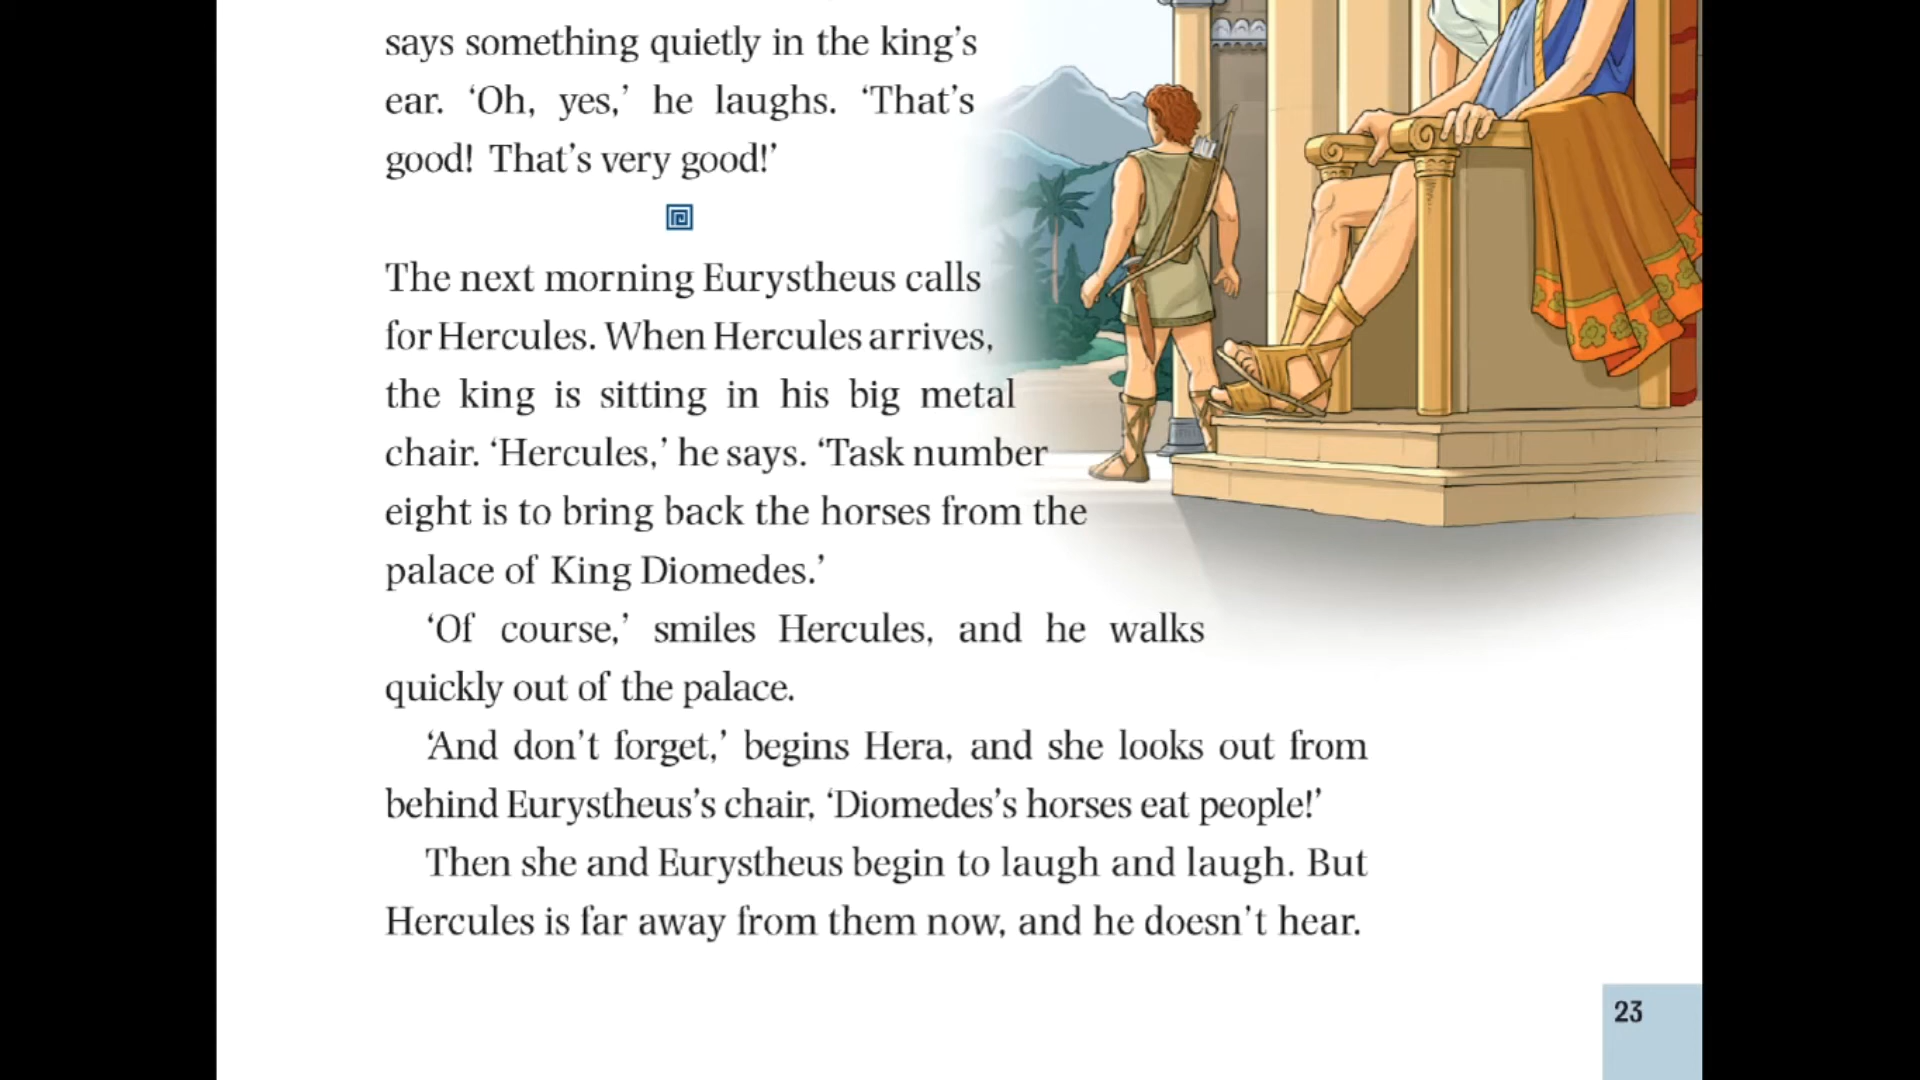 says something quietly in the king's
ear. ‘Oh, yes,’ he laughs. ‘That's
good! That's very good!’
The next morning Eurystheus calls
for Hercules. When Hercules arrives,
the king is sitting in his big metal
chair. ‘Hercules,’ he says. ‘Task number
eight is to bring back the horses from the
palace of King Diomedes.’
‘Of course,’ smiles Hercules, and he walks
quickly out of the palace.
‘And don't forget,’ begins Hera, and she looks out from
behind Eurystheus's chair, ‘Diomedes's horses eat people!’
Then she and Eurystheus begin to laugh and laugh. But
Hercules is far away from them now, and he doesn't hear.
23